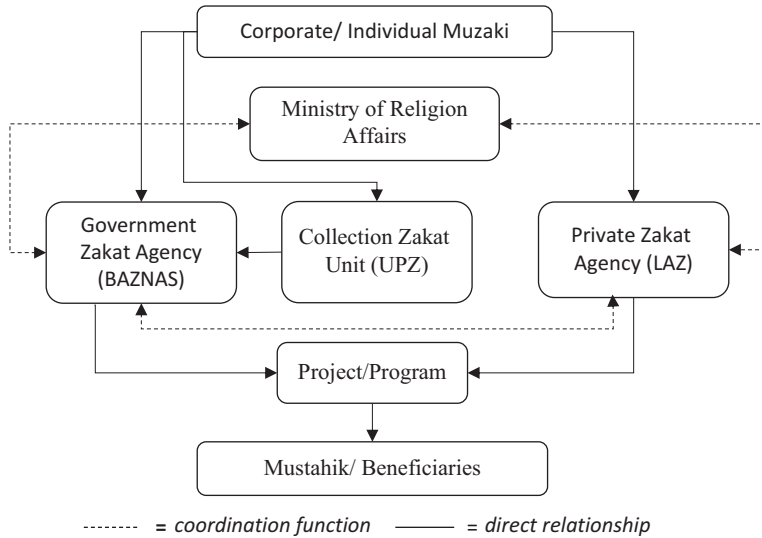 Corporate/ Individual Muzaki
Ministry of Religion
Affairs
Government
Zakat Agency
(BAZNAS)
Collection Zakat
Unit (UPZ)
Private Zakat
Agency (LAZ)
Project/Program
Mustahik/ Beneficiaries
= coordination function
= direct relationship